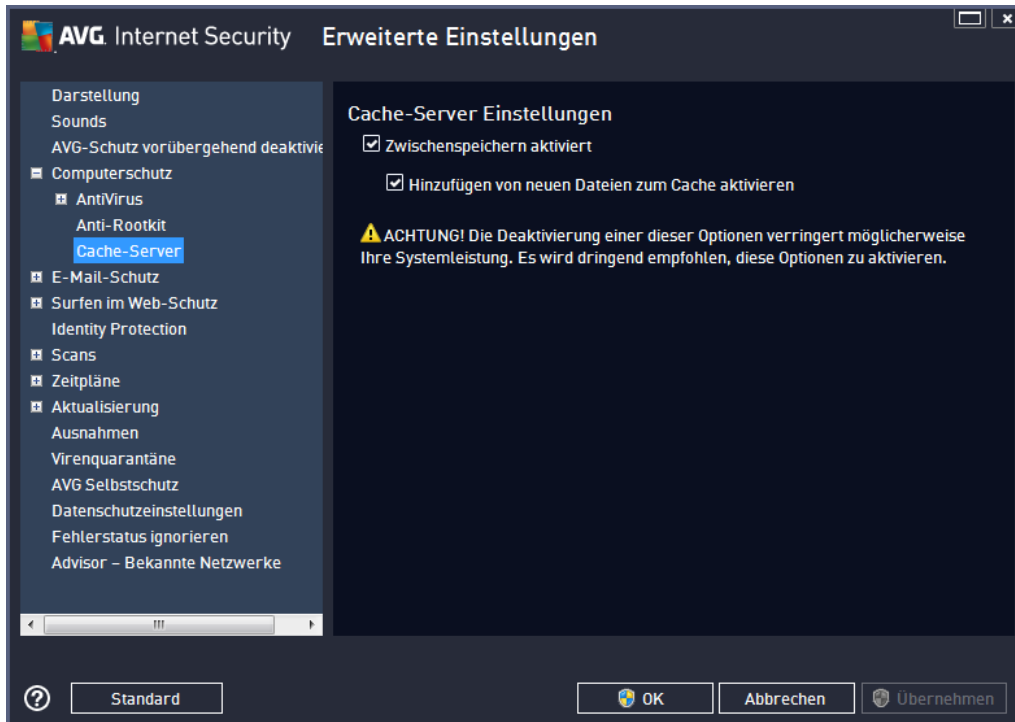 AVG. Internet Security Erweiterte Einstellungen
Darstellung
Sounds
AVG-Schutz vorübergehend deaktivie
Computerschutz
AntiVirus
Anti-Rootkit
Cache-Server
E-Mail-Schutz
Surfen im Web-Schutz
Identity Protection
Scans
Zeitpläne
Aktualisierung
Ausnahmen
Virenquarantäne
AVG Selbstschutz
Datenschutzeinstellungen
Fehlerstatus ignorieren
Advisor – Bekannte Netzwerke
Cache-Server Einstellungen
Zwischenspeichern aktiviert
Hinzufügen von neuen Dateien zum Cache aktivieren
ACHTUNG! Die Deaktivierung einer dieser Optionen verringert möglicherweise
Ihre Systemleistung. Es wird dringend empfohlen, diese Optionen zu aktivieren.
Standard
OK
Abbrechen
Übernehmen